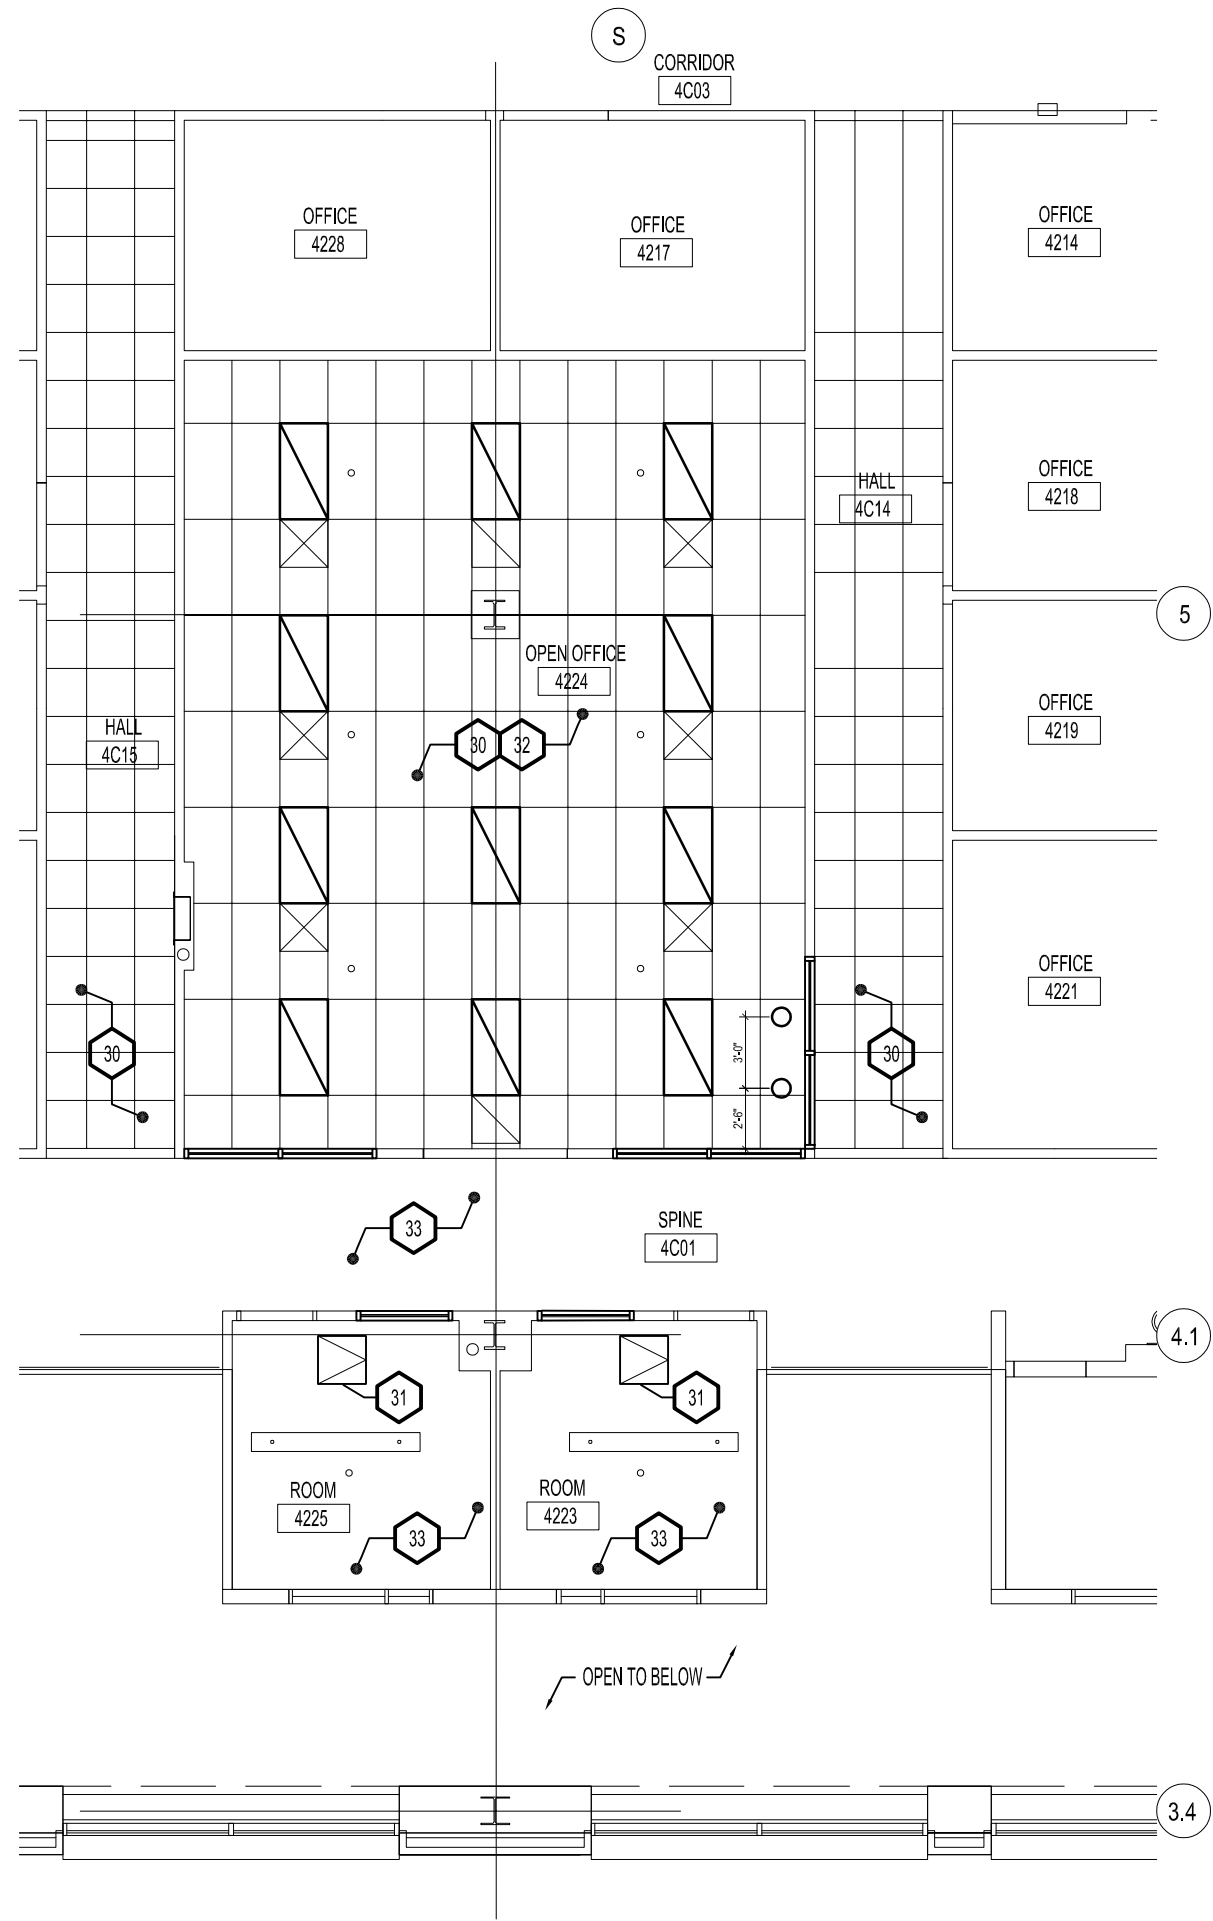 S
CORRIDOR
4C03
OFFICE
4228
OFFICE
4217
OFFICE
4214
OFFICE
4218
HALL
4C14
5
OPEN OFFICE
4224
OFFICE
4219
HALL
4C15
30
32
OFFICE
4221
3'-0"
30
30
2'-6"
33
SPINE
4C01
4.1
31
31
ROOM
4225
ROOM
4223
33
33
OPEN TO BELOW
3.4